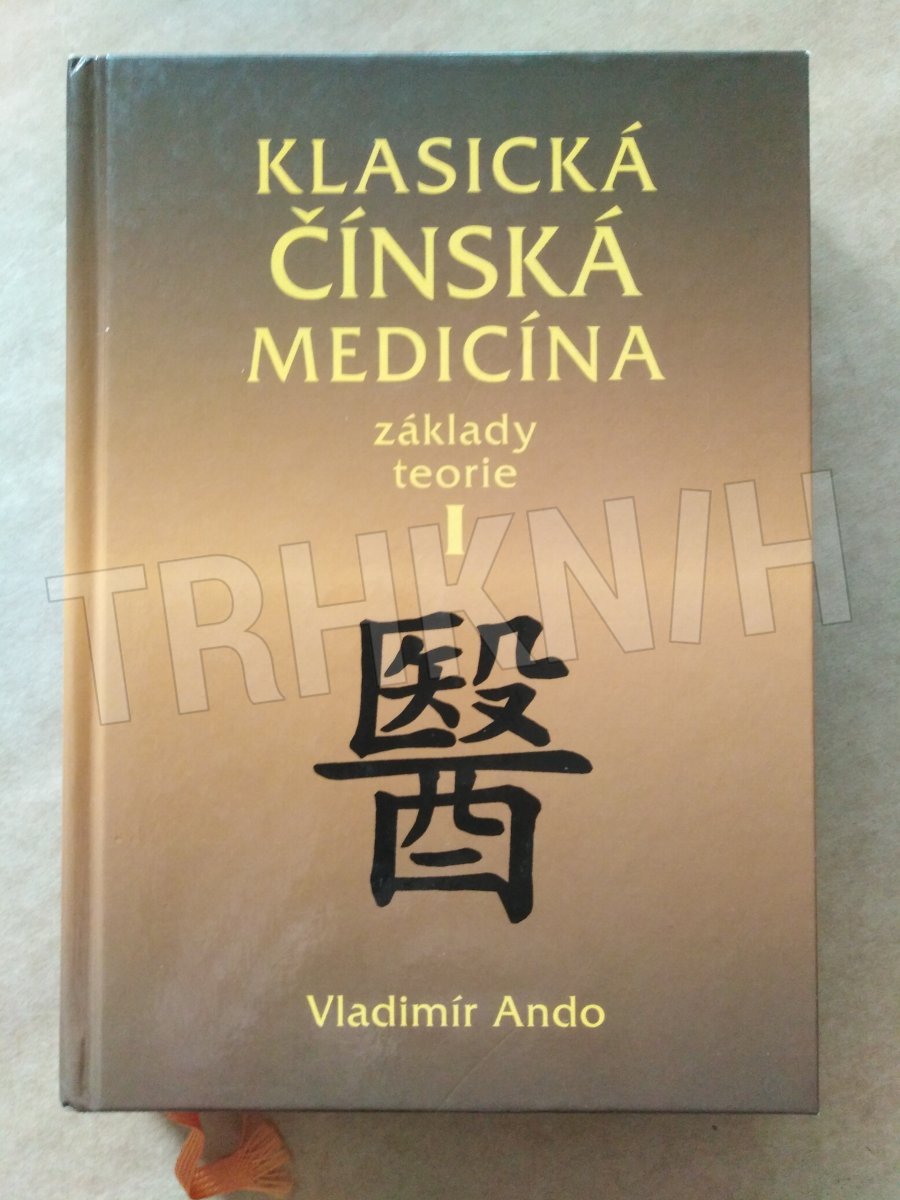 KLASICKÁ
ČÍNSKÁ
MEDICÍNA
základy
teorie
I
TRHKNIH
醫
Vladimír Ando